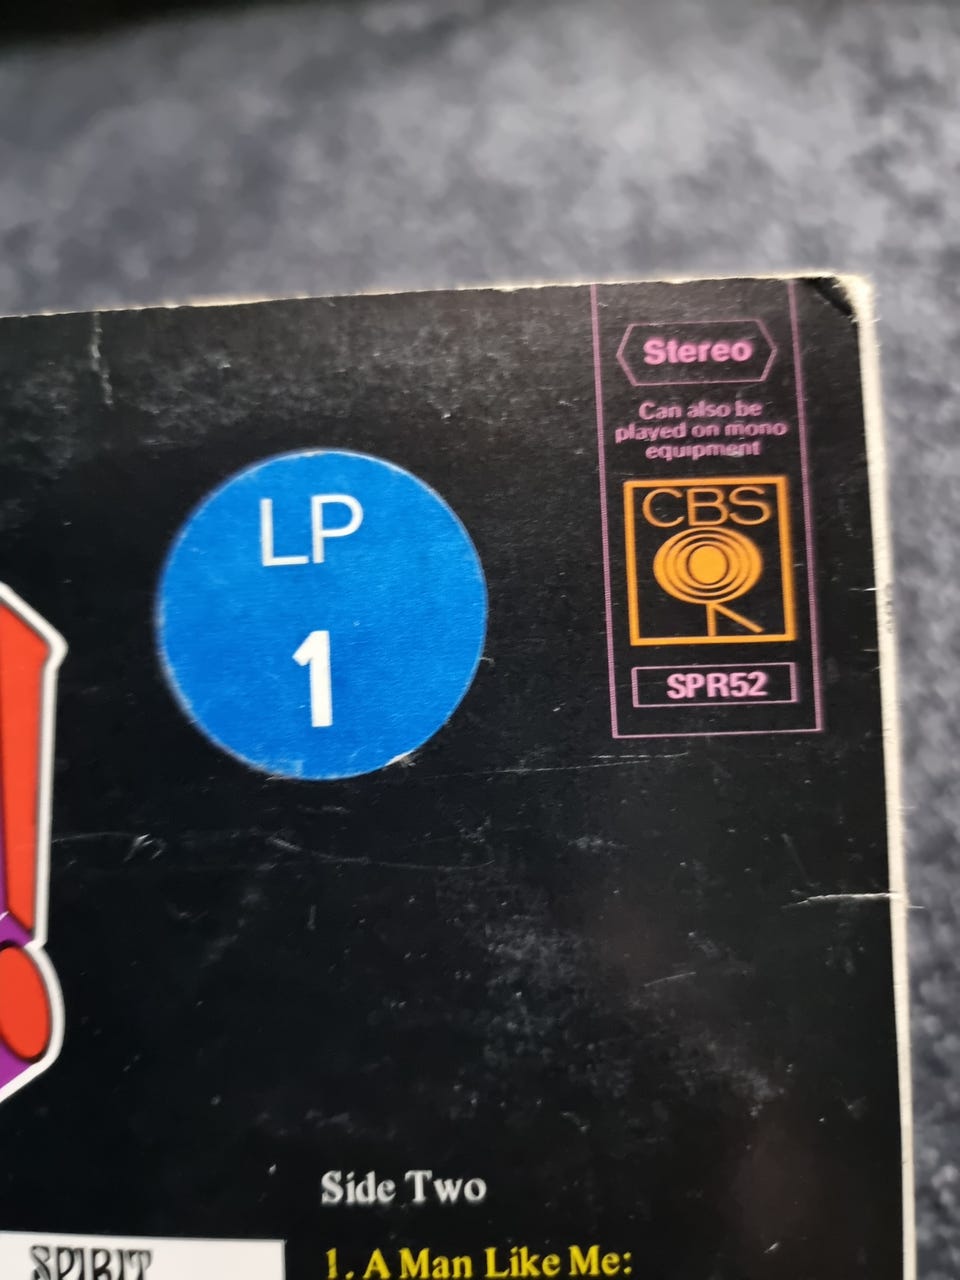 Stereo
Can also be
played on mono
equipment
CBS
SPR52
LP
1
Side Two
SPIRIT
1. A Man Like Me: